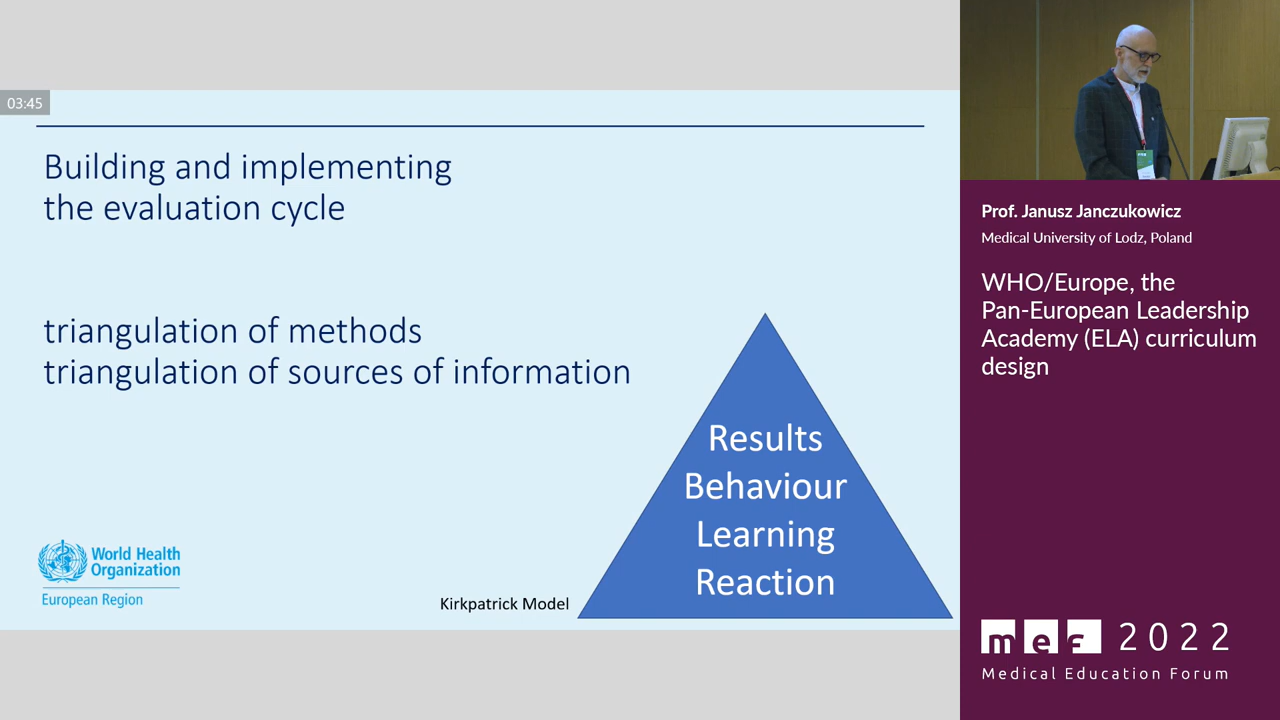 03:45
Building and implementing
the evaluation cycle
triangulation of methods
triangulation of sources of information
Results
Behaviour
Learning
Reaction
Kirkpatrick Model
World Health
Organization
European Region
Prof. Janusz Janczukowicz
Medical University of Lodz, Poland
WHO/Europe, the
Pan-European Leadership
Academy (ELA) curriculum
design
mef 2022
Medical Education Forum